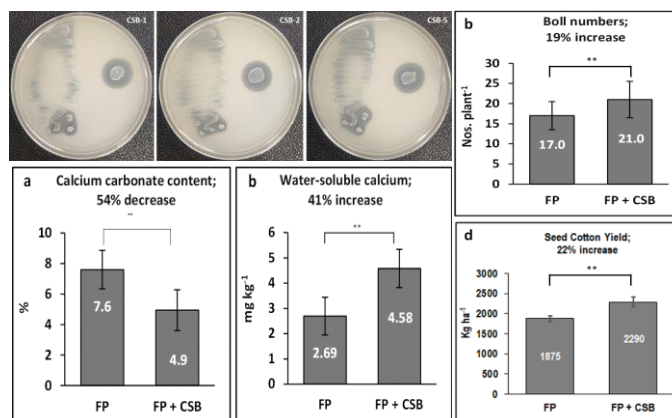 CSB-1
CSB-2
CSB-5
b
Boll numbers;
19% increase
**
Nos. plant-1
25
20
15
10
5
0
17.0
21.0
FP
FP + CSB
a
Calcium carbonate content;
54% decrease
%
10
8
6
4
2
0
7.6
4.9
FP
FP + CSB
b
Water-soluble calcium;
41% increase
**
mg kg-1
6
5
4
3
2
1
0
2.69
4.58
FP
FP + CSB
d
Seed Cotton Yield;
22% increase
**
Kg ha-1
3000
2500
2000
1500
1000
500
0
1875
2290
FP
FP + CSB